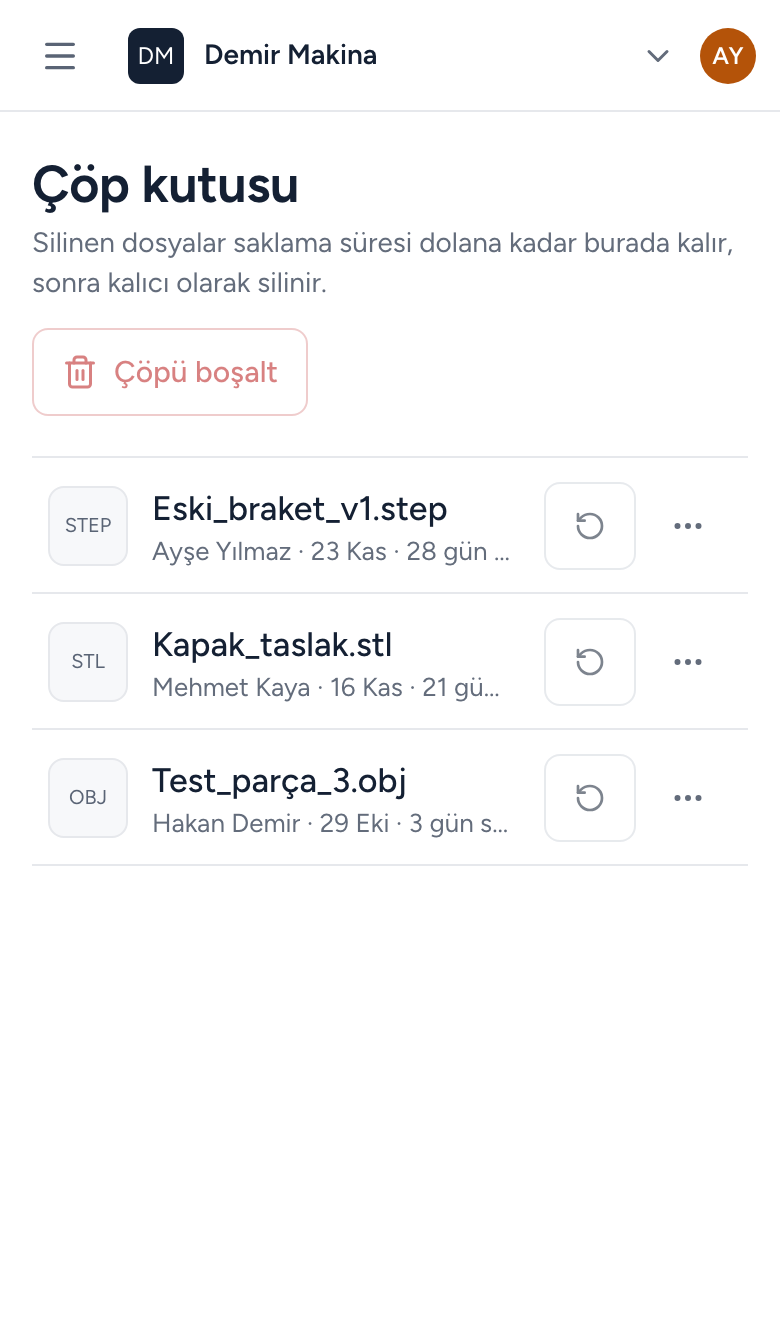 DM Demir Makina AY
Çöp kutusu
Silinen dosyalar saklama süresi dolana kadar burada kalır,
sonra kalıcı olarak silinir.
Çöpü boşalt
STEP
Eski_braket_v1.step
Ayşe Yılmaz · 23 Kas · 28 gün ...
STL
Kapak_taslak.stl
Mehmet Kaya · 16 Kas · 21 gü...
OBJ
Test_parça_3.obj
Hakan Demir · 29 Eki · 3 gün s...